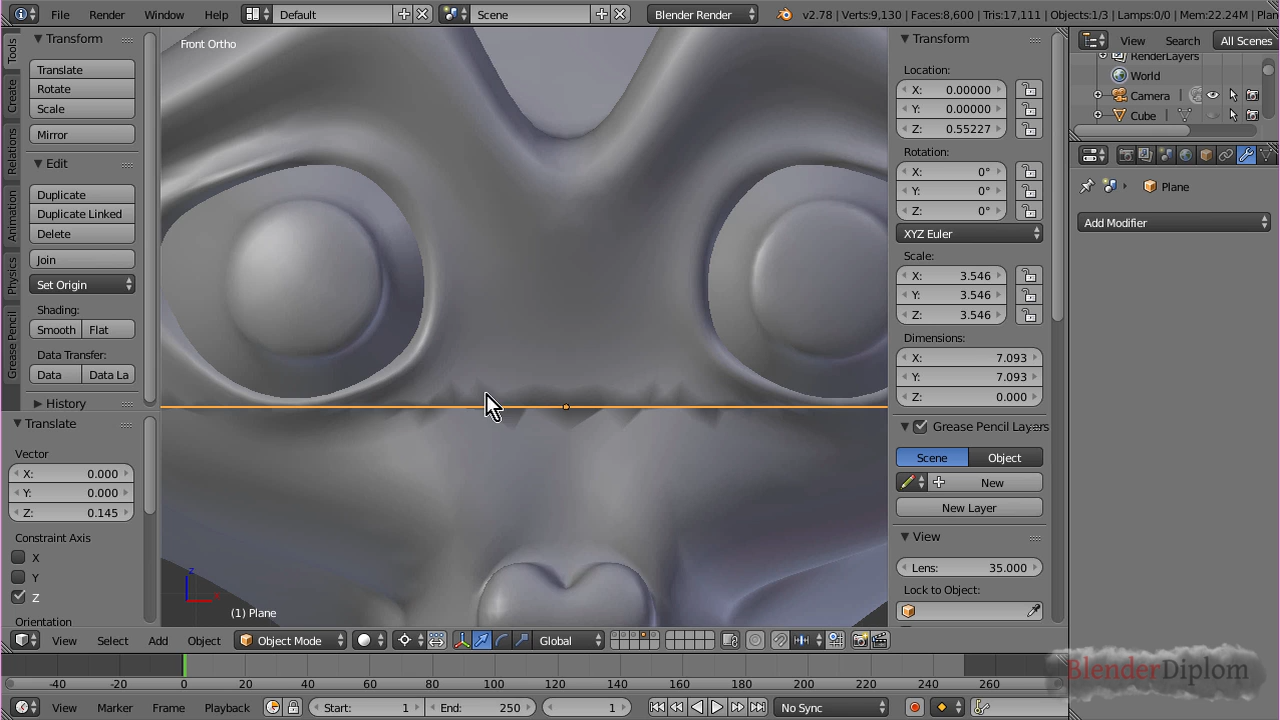 File Render Window Help Default Scene Blender Render v2.78 | Verts:9,130 | Faces:8,600 | Tris:17,111 | Objects:1/3 | Lamps:0/0 | Mem:22.24M | Plan
Front Ortho
Tools
Create
Relations
Animation
Physics
Grease Pencil
Transform
Translate
Rotate
Scale
Mirror
Edit
Duplicate
Duplicate Linked
Delete
Join
Set Origin
Shading:
Smooth Flat
Data Transfer:
Data Data La
History
Translate
Vector
X: 0.000
Y: 0.000
Z: 0.145
Constraint Axis
X
Y
Z
Orientation
z
(1) Plane
Transform
Location:
X: 0.00000
Y: 0.00000
Z: 0.55227
Rotation:
X: 0°
Y: 0°
Z: 0°
XYZ Euler
Scale:
X: 3.546
Y: 3.546
Z: 3.546
Dimensions:
X: 7.093
Y: 7.093
Z: 0.000
Grease Pencil Layers
Scene Object
New
New Layer
View
Lens: 35.000
Lock to Object:
View Search All Scenes
RenderLayers
World
Camera
Cube
Plane
Add Modifier
View Select Add Object Object Mode Global
-40 -20 0 20 40 60 80 100 120 140 160 180 200 220 240 260
View Marker Frame Playback Start: 1 End: 250 1 No Sync
BlenderDiplom